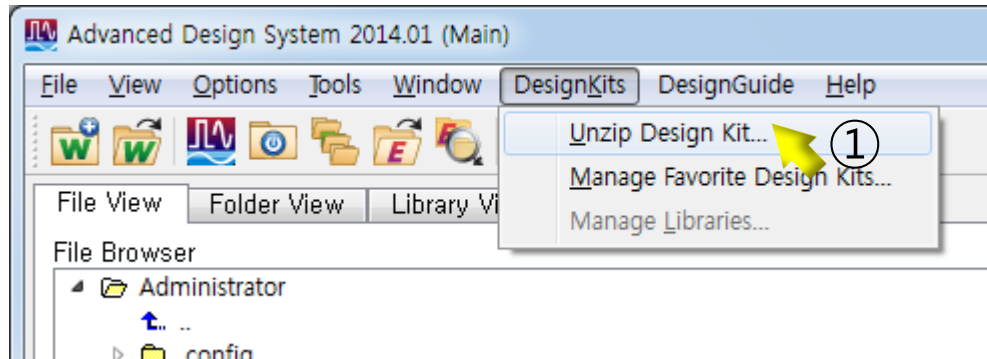 Advanced Design System 2014.01 (Main)
File View Options Tools Window DesignKits DesignGuide Help
Unzip Design Kit...
①
Manage Favorite Design Kits...
Manage Libraries...
File View Folder View Library Vi
File Browser
Administrator
..
config